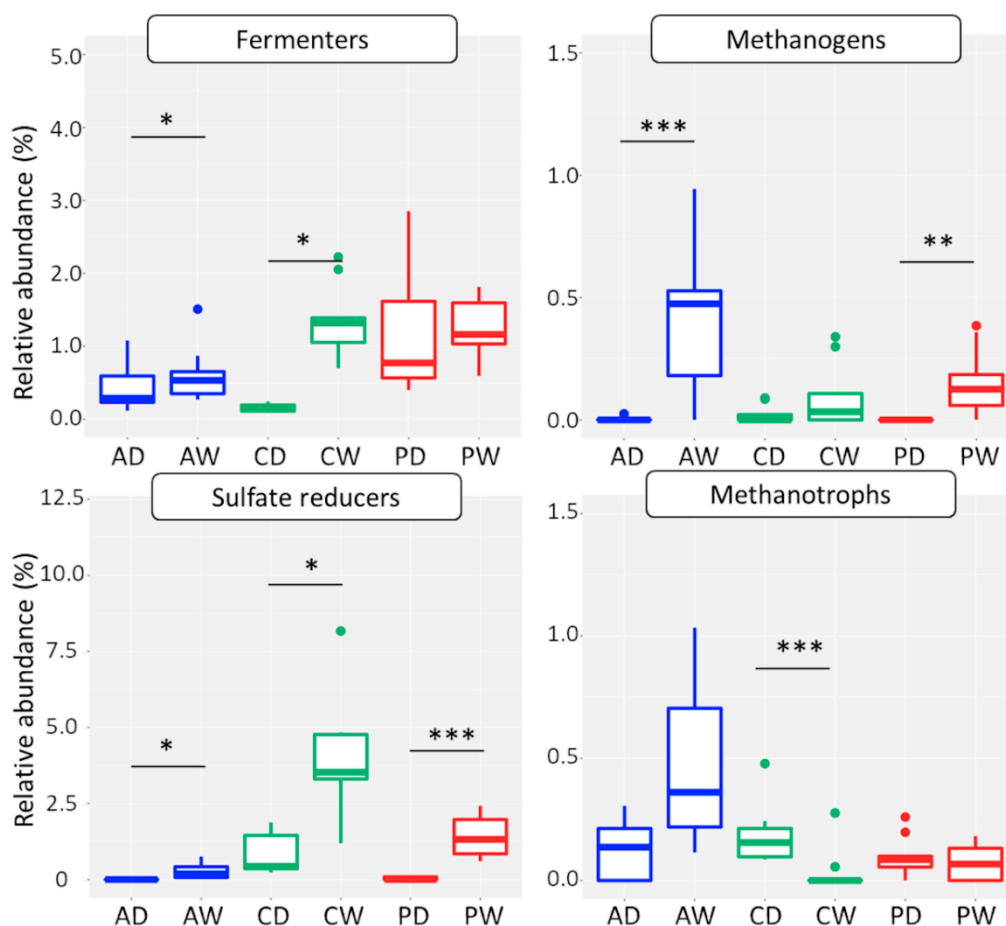 Fermenters
Methanogens
Relative abundance (%)
5.0
4.0
3.0
2.0
1.0
0.0
*
*
AD AW CD CW PD PW
1.5
1.0
0.5
0.0
***
**
AD AW CD CW PD PW
Sulfate reducers
Methanotrophs
Relative abundance (%)
12.5
10.0
7.5
5.0
2.5
0
*
*
***
AD AW CD CW PD PW
1.5
1.0
0.5
0.0
***
AD AW CD CW PD PW